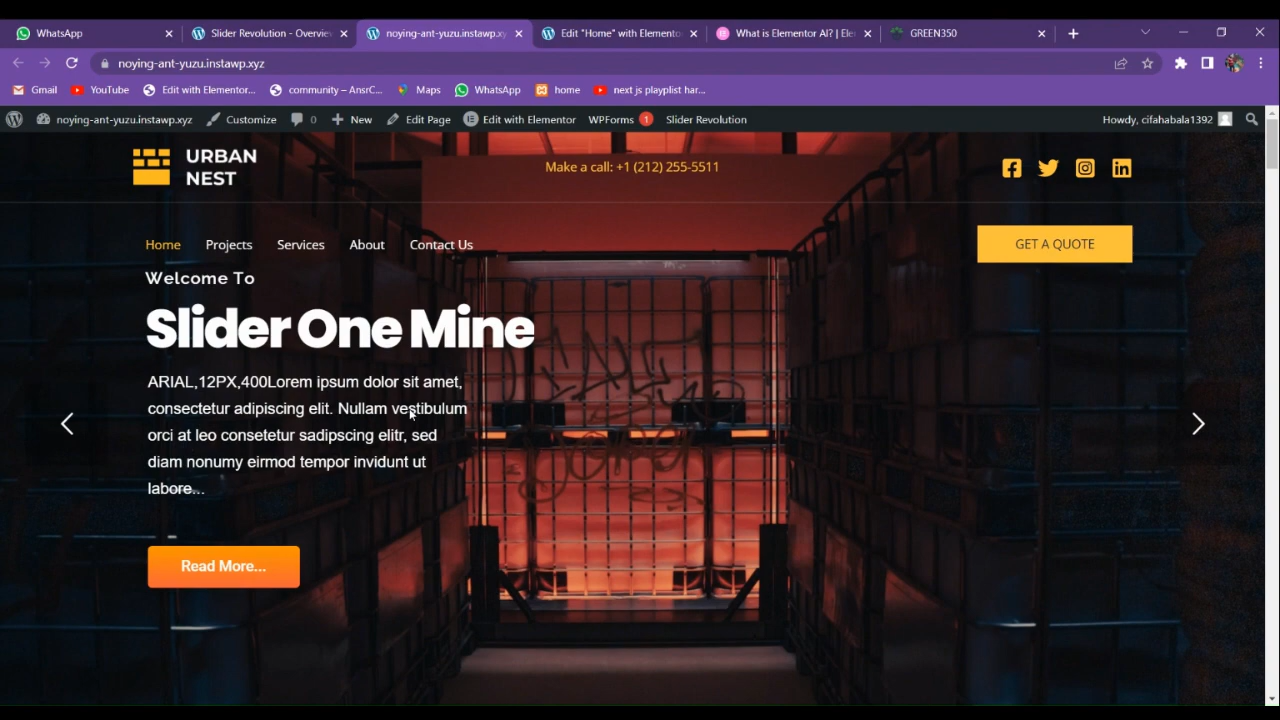 WhatsApp
Slider Revolution - Overview
noying-ant-yuzu.instawp.xy
Edit "Home" with Elemento
What is Elementor AI? | Ele
GREEN350
noying-ant-yuzu.instawp.xyz
Gmail
YouTube
Edit with Elementor...
community – AnsrC...
Maps
WhatsApp
home
next js playplist har...
noying-ant-yuzu.instawp.xyz
Customize
0
New
Edit Page
Edit with Elementor
WPForms 1
Slider Revolution
Howdy, cifahabala1392
URBAN
NEST
Make a call: +1 (212) 255-5511
Home
Projects
Services
About
Contact Us
GET A QUOTE
Welcome To
Slider One Mine
ARIAL,12PX,400Lorem ipsum dolor sit amet,
consectetur adipiscing elit. Nullam vestibulum
orci at leo consetetur sadipscing elitr, sed
diam nonumy eirmod tempor invidunt ut
labore...
Read More...